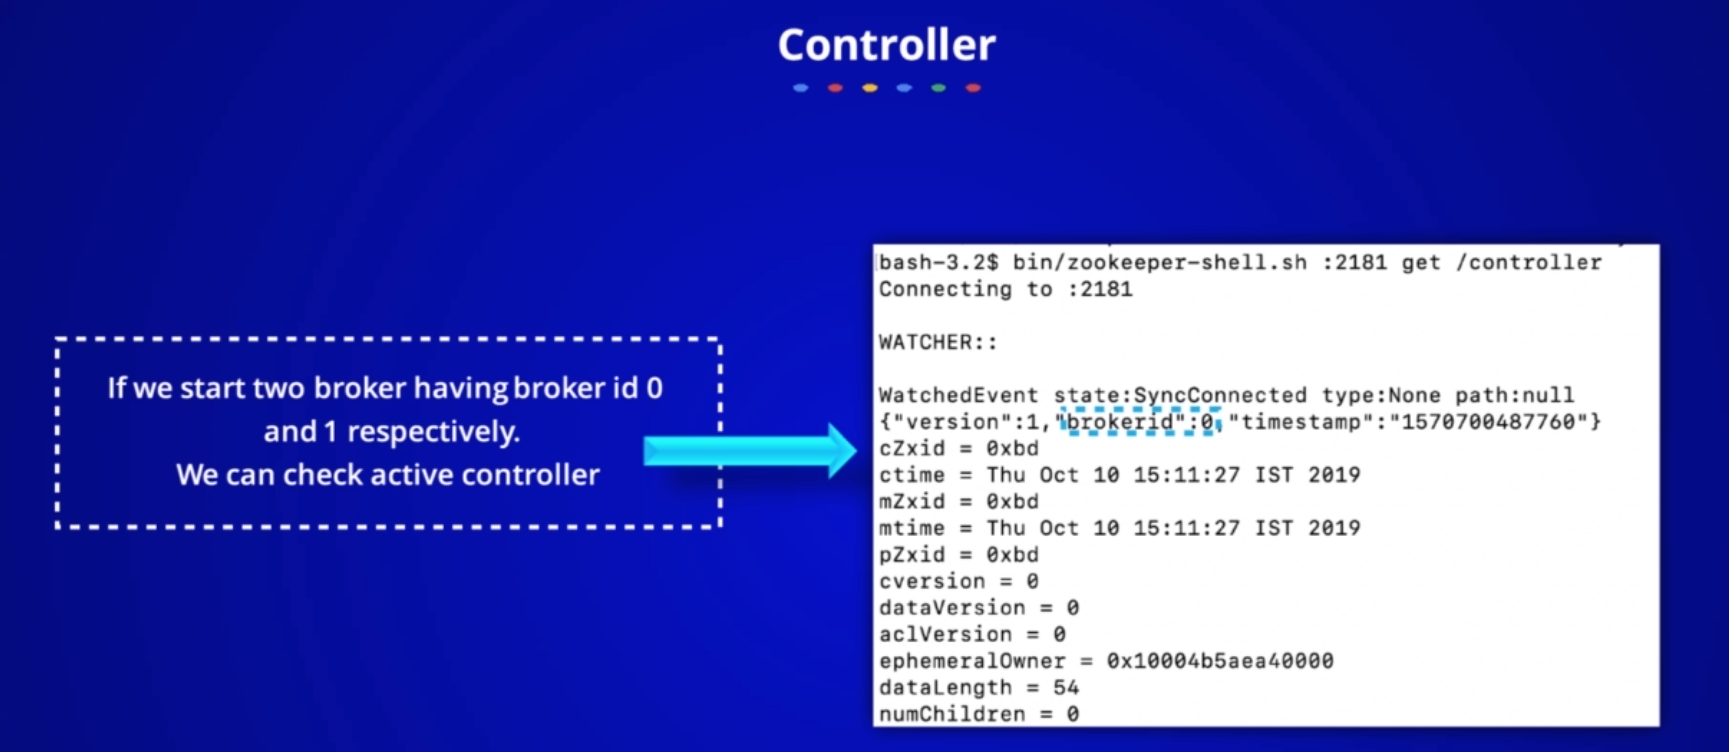 Controller
If we start two broker having broker id 0
and 1 respectively.
We can check active controller
bash-3.2$ bin/zookeeper-shell.sh :2181 get /controller
Connecting to :2181
WATCHER::
WatchedEvent state:SyncConnected type:None path:null
{"version":1,"brokerid":0,"timestamp":"1570700487760"}
cZxid = 0xbd
ctime = Thu Oct 10 15:11:27 IST 2019
mZxid = 0xbd
mtime = Thu Oct 10 15:11:27 IST 2019
pZxid = 0xbd
cversion = 0
dataVersion = 0
aclVersion = 0
ephemeralOwner = 0x10004b5aea40000
dataLength = 54
numChildren = 0